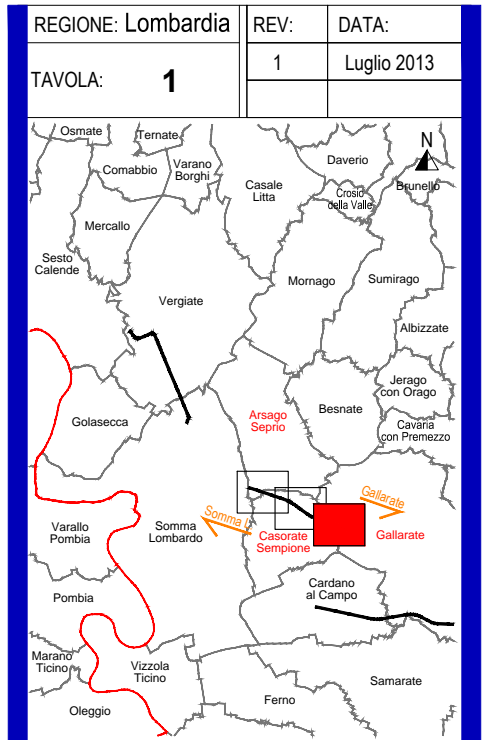 REGIONE: Lombardia
REV:
DATA:
TAVOLA:
1
1
Luglio 2013
Osmate
Ternate
N
Comabbio
Varano
Borghi
Daverio
Casale
Litta
Crosio
della Valle
Brunello
Mercallo
Sesto
Calende
Mornago
Sumirago
Vergiate
Albizzate
Jerago
con Orago
Golasecca
Arsago
Seprio
Besnate
Cavaria
con Premezzo
Gallarate
Somma L
Varallo
Pombia
Somma
Lombardo
Casorate
Sempione
Gallarate
Pombia
Cardano
al Campo
Marano
Ticino
Vizzola
Ticino
Samarate
Ferno
Oleggio